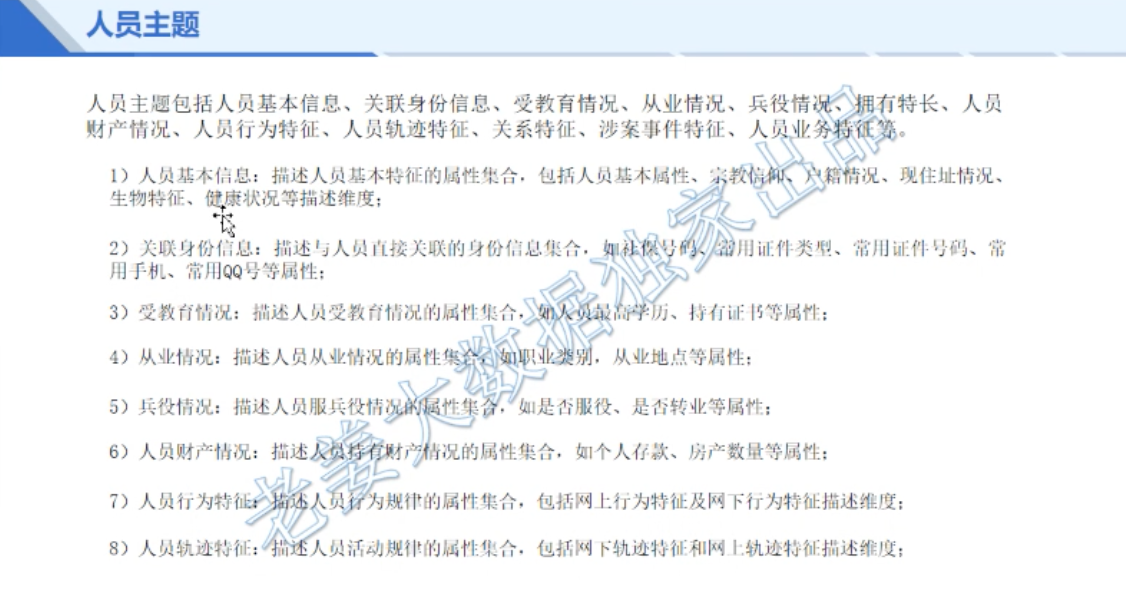 人员主题
人员主题包括人员基本信息、关联身份信息、受教育情况、从业情况、兵役情况、拥有特长、人员
财产情况、人员行为特征、人员轨迹特征、关系特征、涉案事件特征、人员业务特征等。
1）人员基本信息：描述人员基本特征的属性集合，包括人员基本属性、宗教信仰、户籍情况、现住址情况、
生物特征、健康状况等描述维度；
2）关联身份信息：描述与人员直接关联的身份信息集合，如社保号码、常用证件类型、常用证件号码、常
用手机、常用QQ号等属性；
3）受教育情况：描述人员受教育情况的属性集合，如人员最高学历、持有证书等属性；
4）从业情况：描述人员从业情况的属性集合，如职业类别，从业地点等属性；
5）兵役情况：描述人员服兵役情况的属性集合，如是否服役、是否转业等属性；
6）人员财产情况：描述人员持有财产情况的属性集合，如个人存款、房产数量等属性；
7）人员行为特征：描述人员行为规律的属性集合，包括网上行为特征及网下行为特征描述维度；
8）人员轨迹特征：描述人员活动规律的属性集合，包括网下轨迹特征和网上轨迹特征描述维度；
老姜大数据独家出品